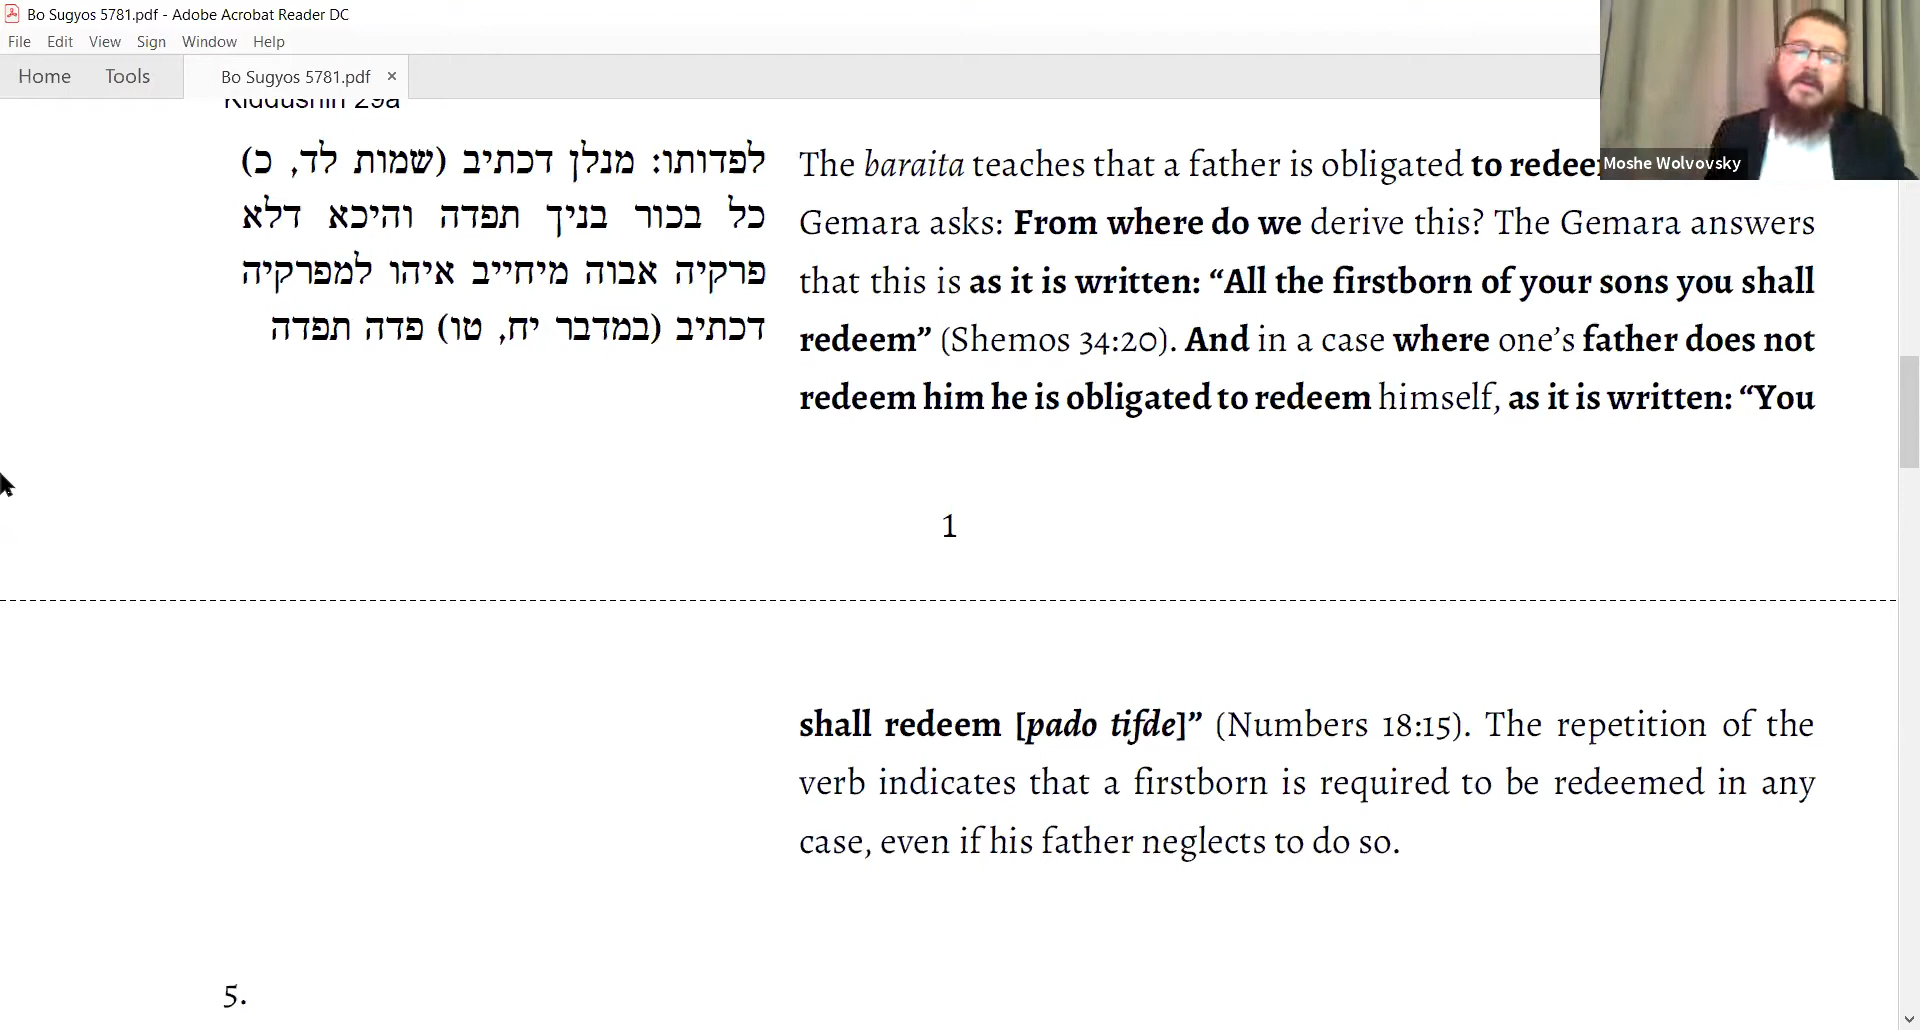 Bo Sugyos 5781.pdf - Adobe Acrobat Reader DC
File Edit View Sign Window Help
Home Tools Bo Sugyos 5781.pdf ×
Kiddushin 29a
לפדותו: מנלן דכתיב (שמות לד, כ)
כל בכור בניך תפדה והיכא דלא
פרקיה אבוה מיחייב איהו למפרקיה
דכתיב (במדבר יח, טו) פדה תפדה
The baraita teaches that a father is obligated to redeem
Gemara asks: From where do we derive this? The Gemara answers
that this is as it is written: “All the firstborn of your sons you shall
redeem” (Shemos 34:20). And in a case where one’s father does not
redeem him he is obligated to redeem himself, as it is written: “You
1
shall redeem [pado tifde]” (Numbers 18:15). The repetition of the
verb indicates that a firstborn is required to be redeemed in any
case, even if his father neglects to do so.
5.
Moshe Wolvovsky